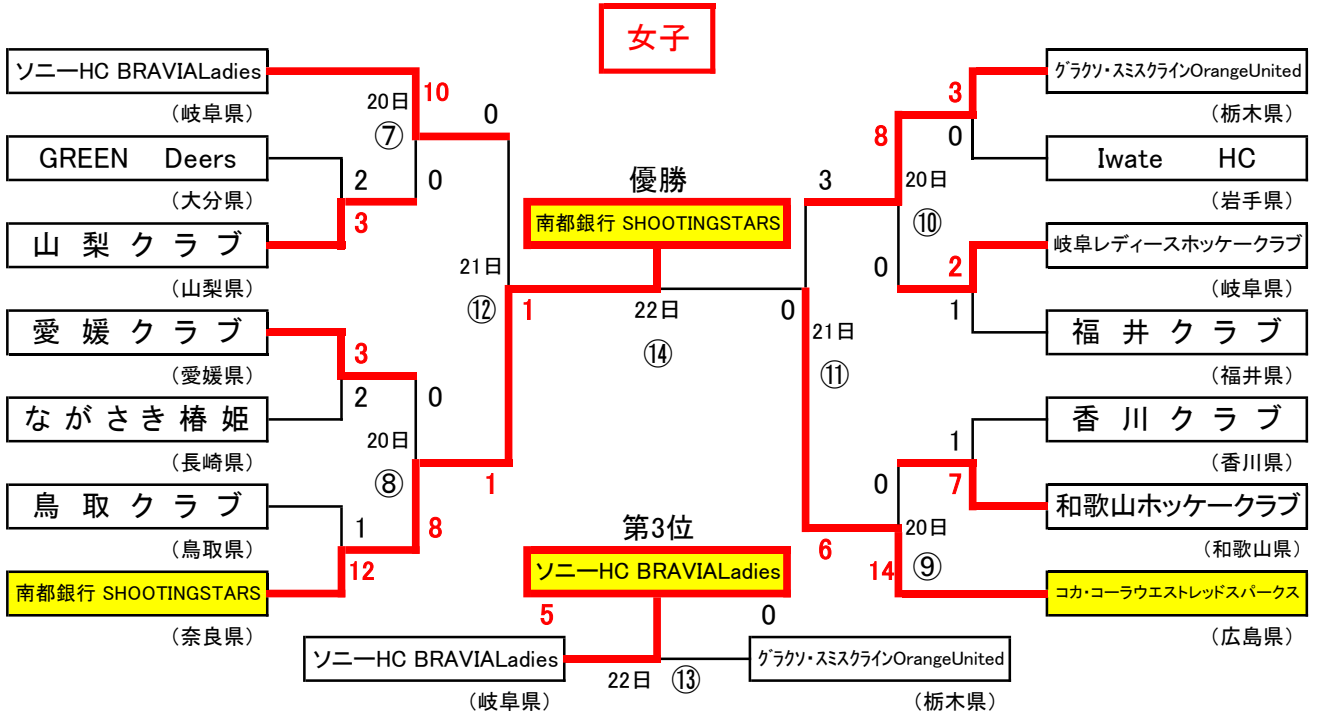 女子
ソニーHC BRAVIALadies
(岐阜県)
GREEN Deers
(大分県)
山梨クラブ
(山梨県)
愛媛クラブ
(愛媛県)
ながさき椿姫
(長崎県)
鳥取クラブ
(鳥取県)
南都銀行 SHOOTINGSTARS
(奈良県)
2
3
3
2
1
12
20日
⑦
10
0
20日
⑧
0
8
0
21日
⑫
1
優勝
南都銀行 SHOOTINGSTARS
1
22日
0
⑭
第3位
ソニーHC BRAVIALadies
5
0
ソニーHC BRAVIALadies
(岐阜県)
22日
⑬
グラクソ・スミスクラインOrangeUnited
(栃木県)
3
21日
⑪
6
8
20日
⑩
0
0
20日
⑨
14
3
0
2
1
1
7
グラクソ・スミスクラインOrangeUnited
(栃木県)
Iwate HC
(岩手県)
岐阜レディースホッケークラブ
(岐阜県)
福井クラブ
(福井県)
香川クラブ
(香川県)
和歌山ホッケークラブ
(和歌山県)
コカ・コーラウエストレッドスパークス
(広島県)